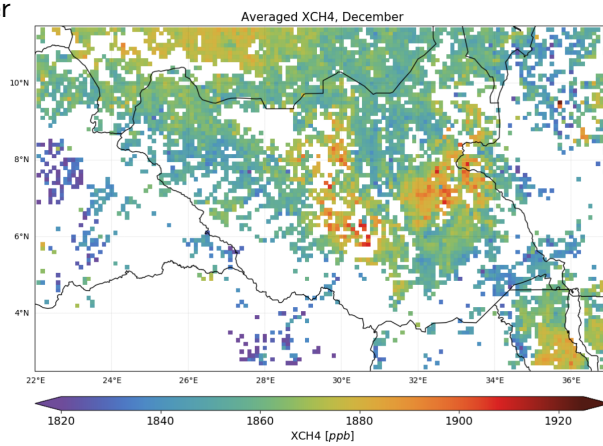 er
Averaged XCH4, December
10°N
8°N
6°N
4°N
22°E 24°E 26°E 28°E 30°E 32°E 34°E 36°E
1820 1840 1860 1880 1900 1920
XCH4 [ppb]